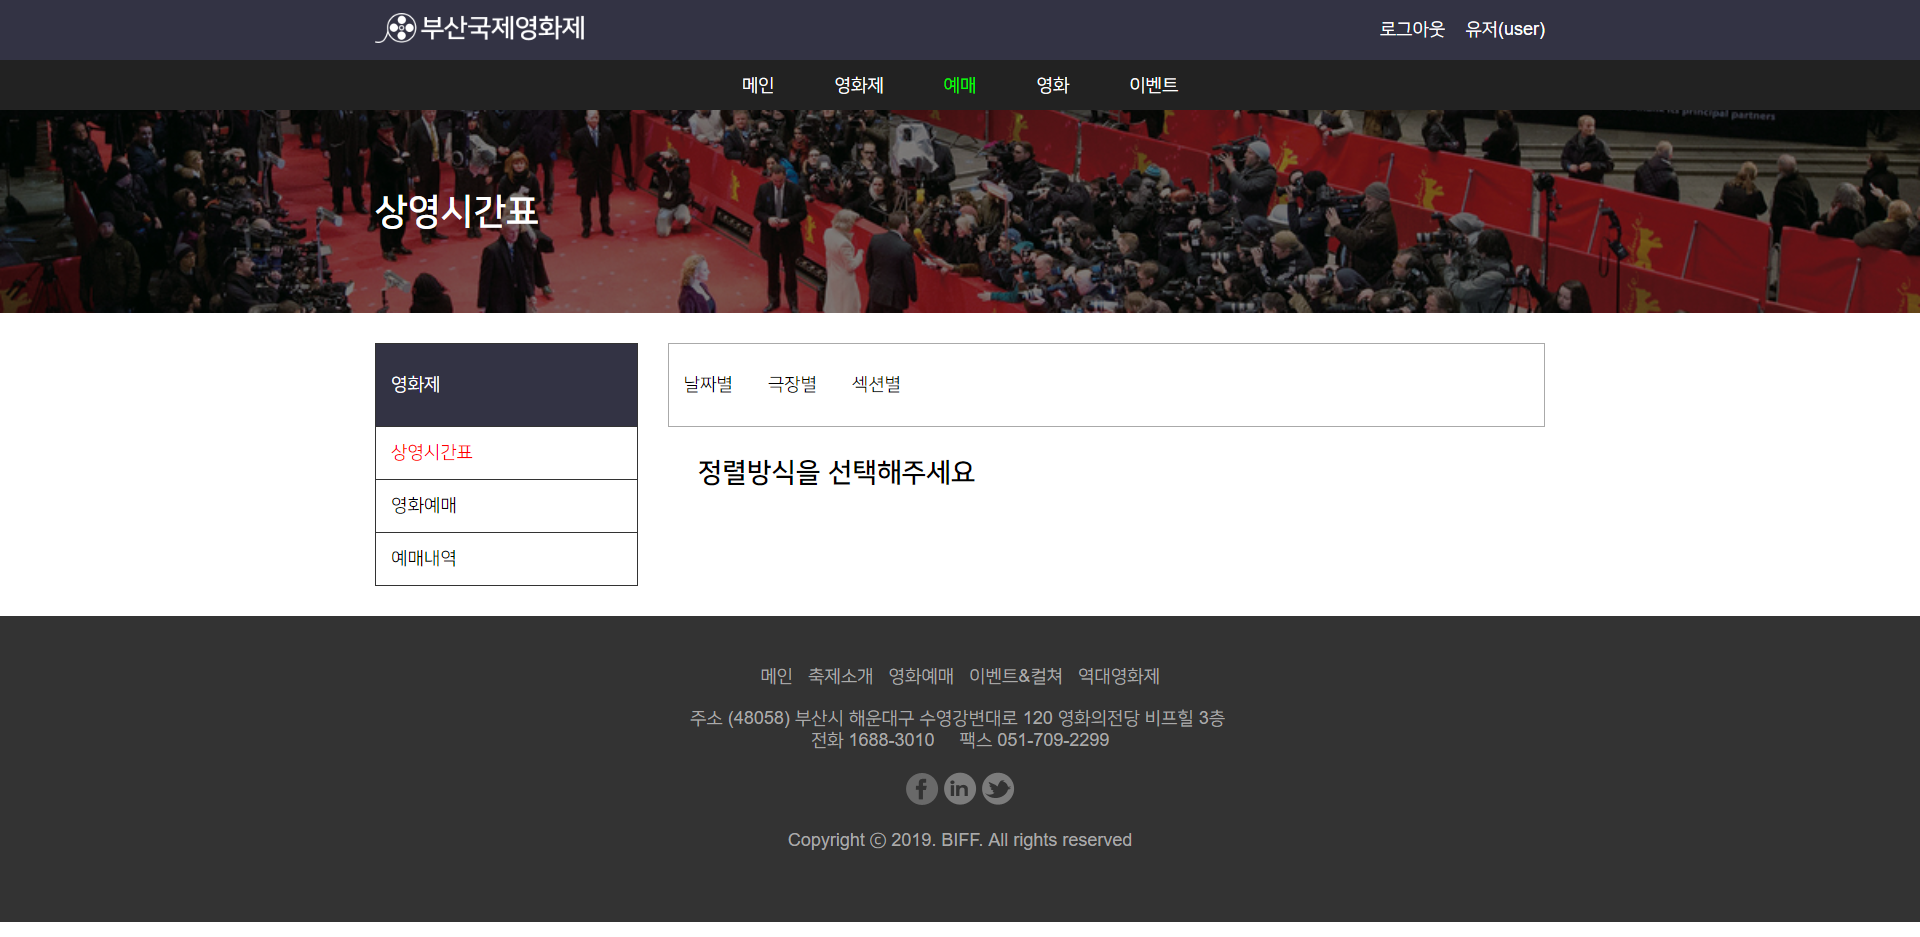 부산국제영화제
로그아웃 유저(user)
메인 영화제 예매 영화 이벤트
its principal partners
상영시간표
영화제
날짜별 극장별 섹션별
상영시간표
정렬방식을 선택해주세요
영화예매
예매내역
메인 축제소개 영화예매 이벤트&컬쳐 역대영화제
주소 (48058) 부산시 해운대구 수영강변대로 120 영화의전당 비프힐 3층
전화 1688-3010 팩스 051-709-2299
Copyright ⓒ 2019. BIFF. All rights reserved